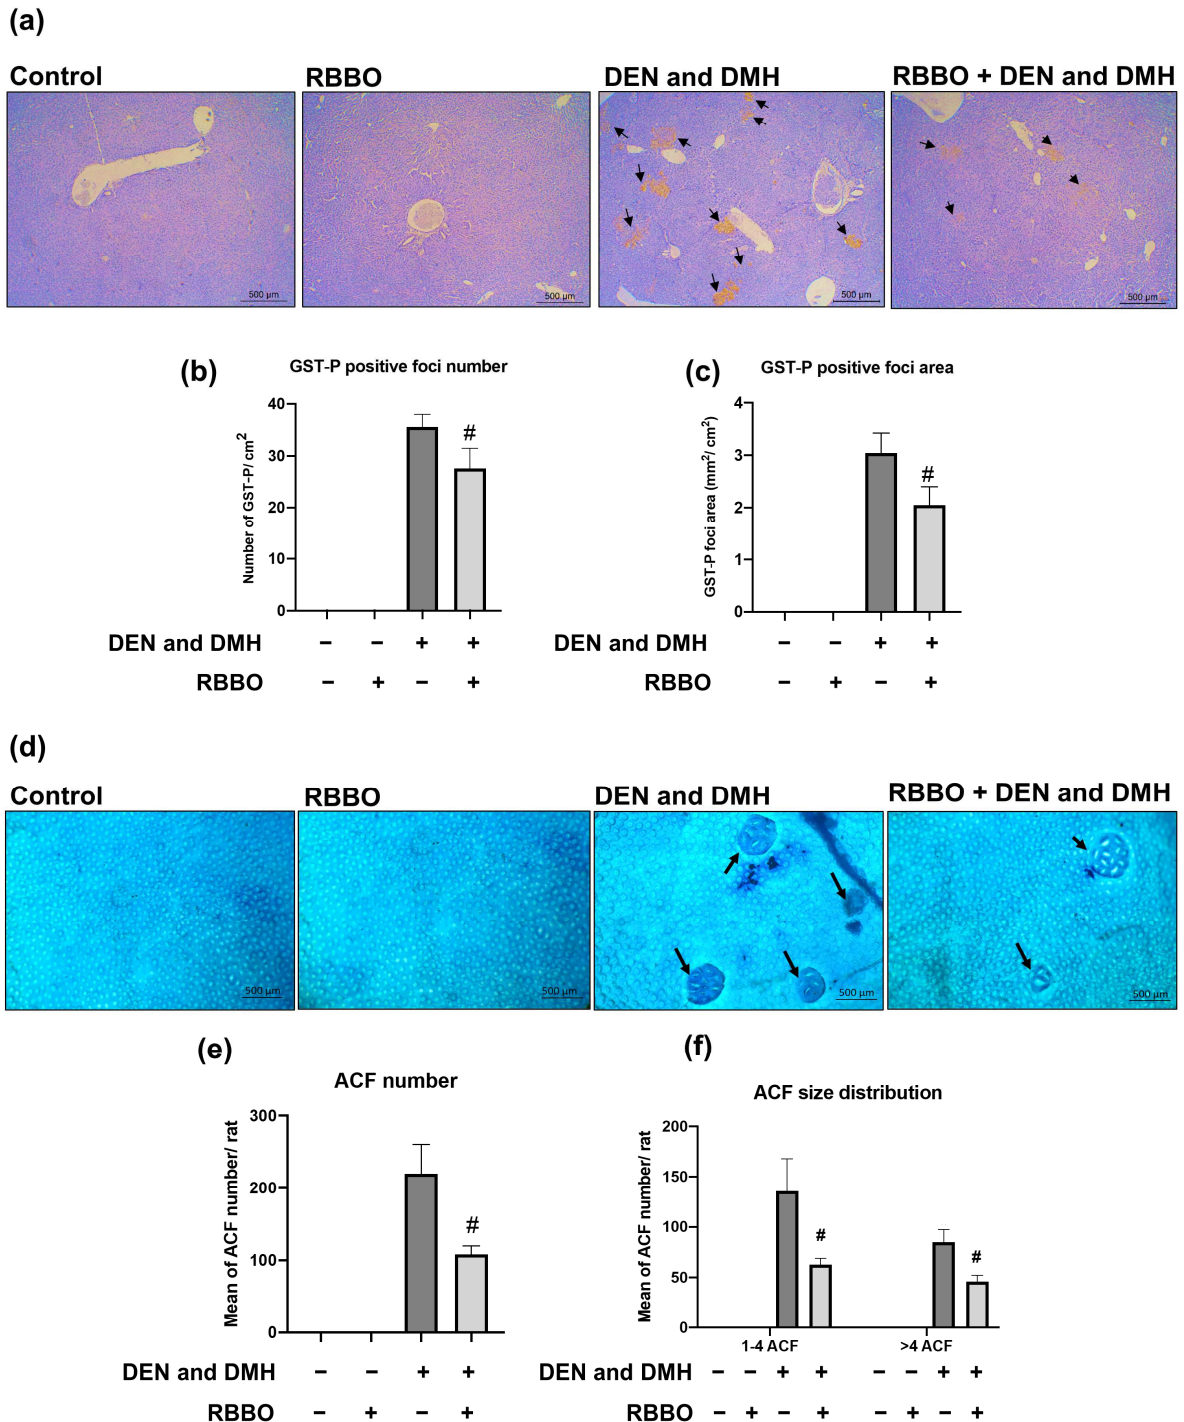 (a)
Control RBBO DEN and DMH RBBO + DEN and DMH
500 µm 500 µm 500 µm 500 µm
(b) GST-P positive foci number
Number of GST-P/ cm2
40
30
20
10
0
#
DEN and DMH − − + +
RBBO − + − +
(c) GST-P positive foci area
GST-P foci area (mm2/ cm2)
4
3
2
1
0
#
DEN and DMH − − + +
RBBO − + − +
(d)
Control RBBO DEN and DMH RBBO + DEN and DMH
500 µm 500 µm 500 µm 500 µm
(e)
ACF number
Mean of ACF number/ rat
300
200
100
0
#
DEN and DMH − − + +
RBBO − + − +
(f)
ACF size distribution
Mean of ACF number/ rat
200
150
100
50
0
# #
1-4 ACF >4 ACF
DEN and DMH − − + + − − + +
RBBO − + − + − + − +